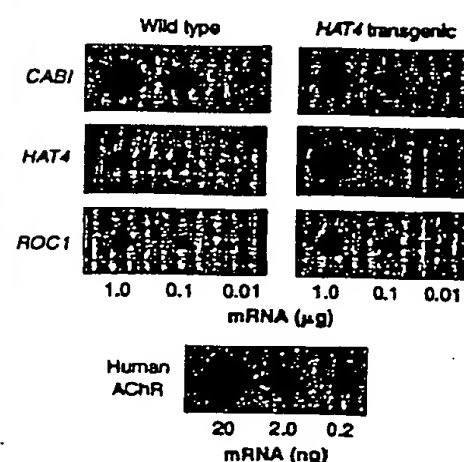 Wild type HAT4 transgenic
CABI
HAT4
ROC1
1.0 0.1 0.01 1.0 0.1 0.01
mRNA (μg)
Human
AChR
20 2.0 0.2
mRNA (ng)